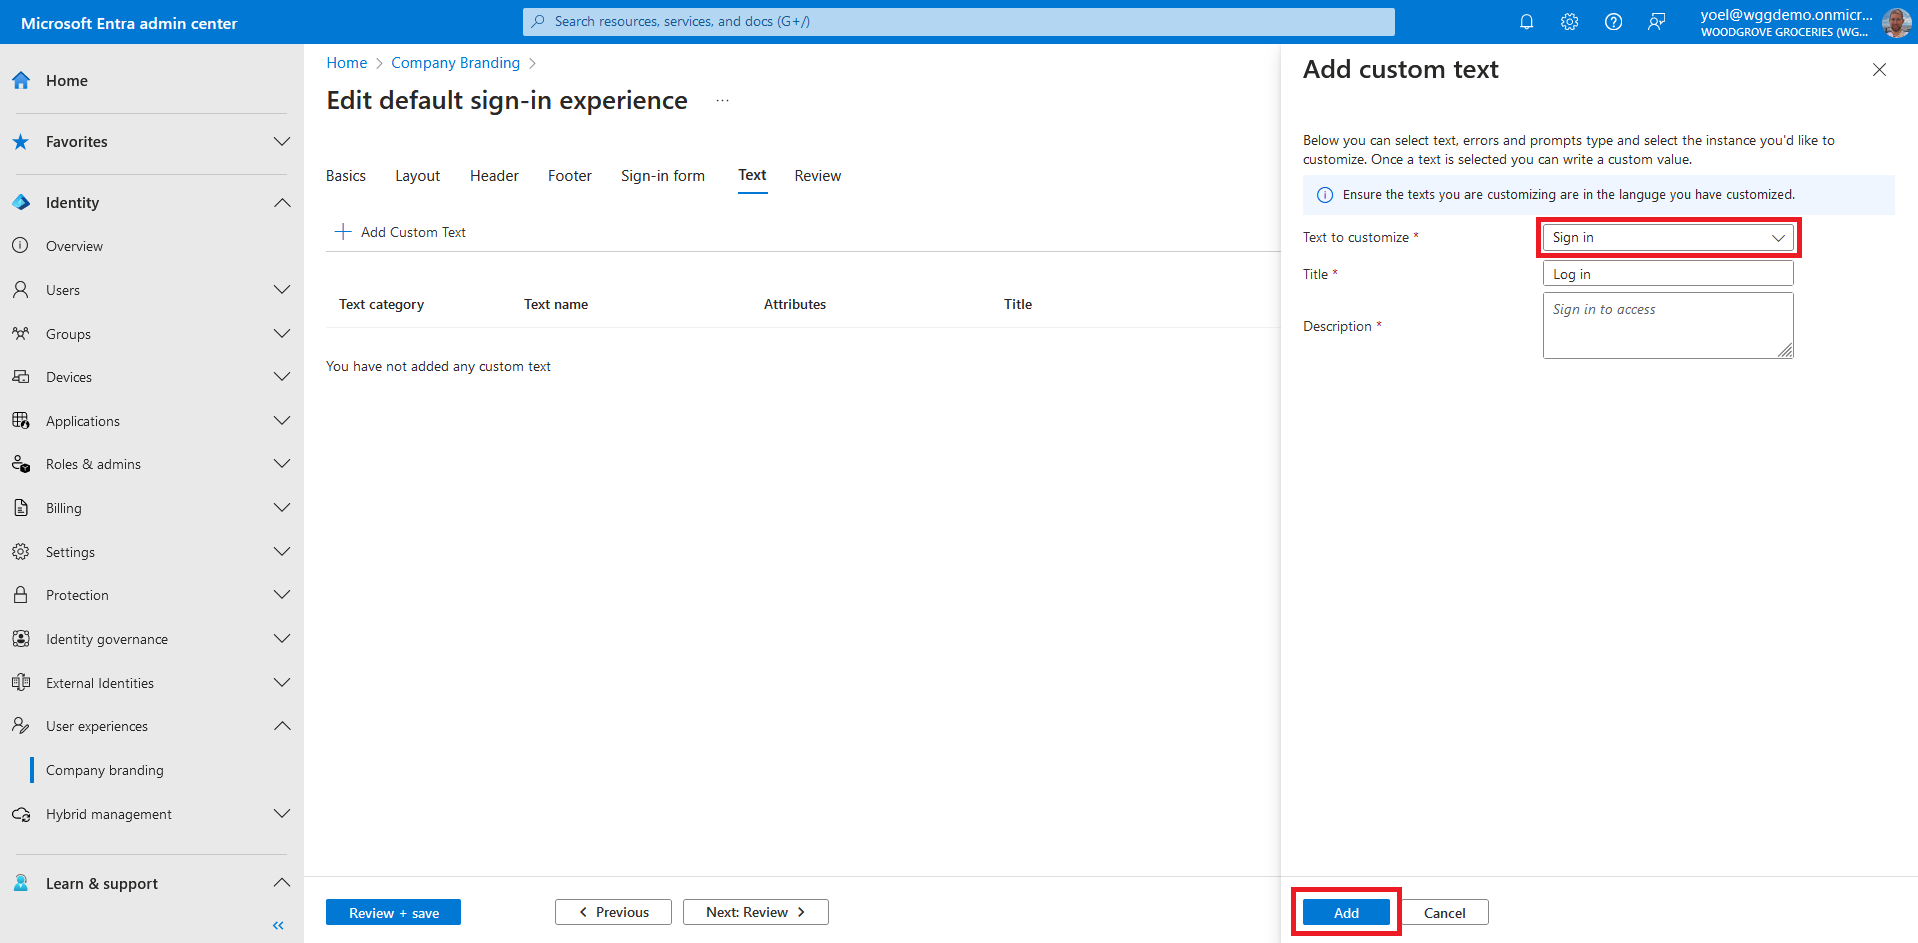 Microsoft Entra admin center
Search resources, services, and docs (G+/)
yoel@wggdemo.onmicr...
WOODGROVE GROCERIES (WG...
Home
Favorites
Identity
Overview
Users
Groups
Devices
Applications
Roles & admins
Billing
Settings
Protection
Identity governance
External Identities
User experiences
Company branding
Hybrid management
Learn & support
Home > Company Branding >
Edit default sign-in experience ...
Basics Layout Header Footer Sign-in form Text Review
Add Custom Text
Text category Text name Attributes Title
You have not added any custom text
Review + save
Previous
Next: Review
Add custom text
Below you can select text, errors and prompts type and select the instance you'd like to
customize. Once a text is selected you can write a custom value.
Ensure the texts you are customizing are in the languge you have customized.
Text to customize * Sign in
Title * Log in
Description * Sign in to access
Add
Cancel